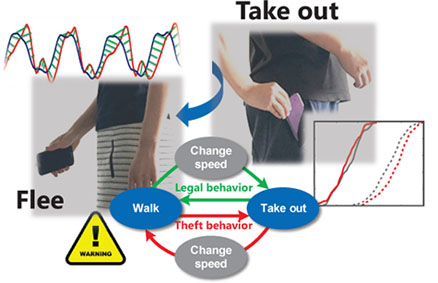 Take out
Flee
Change
speed
Legal behavior
Walk
Take out
Theft behavior
Change
speed
WARNING